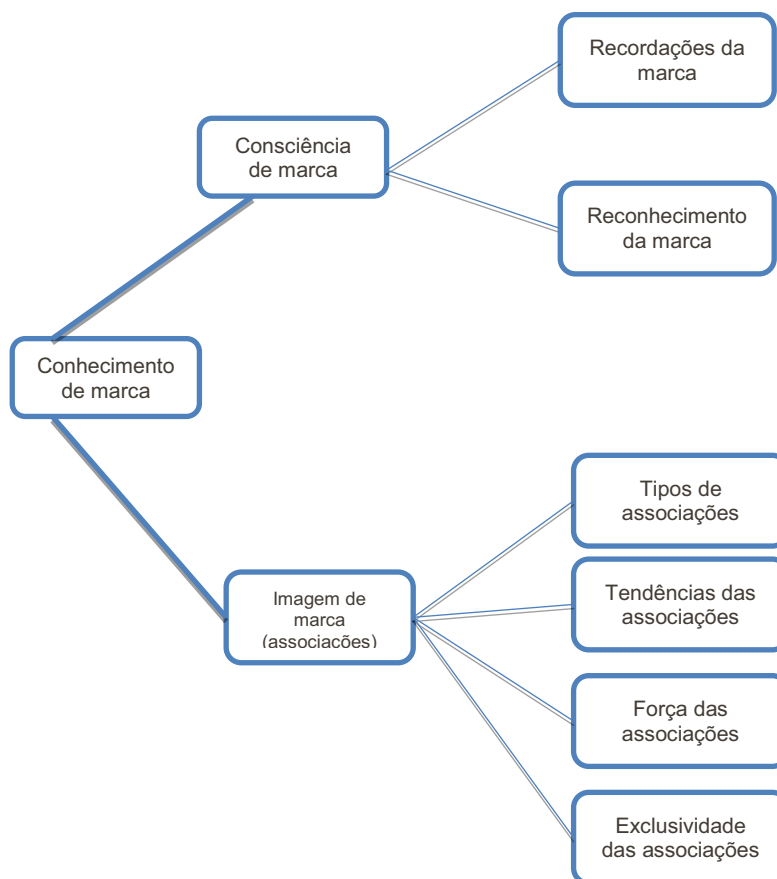 Recordações da
marca
Consciência
de marca
Reconhecimento
da marca
Conhecimento
de marca
Tipos de
associações
Imagem de
marca
(associações)
Tendências das
associações
Força das
associações
Exclusividade
das associações